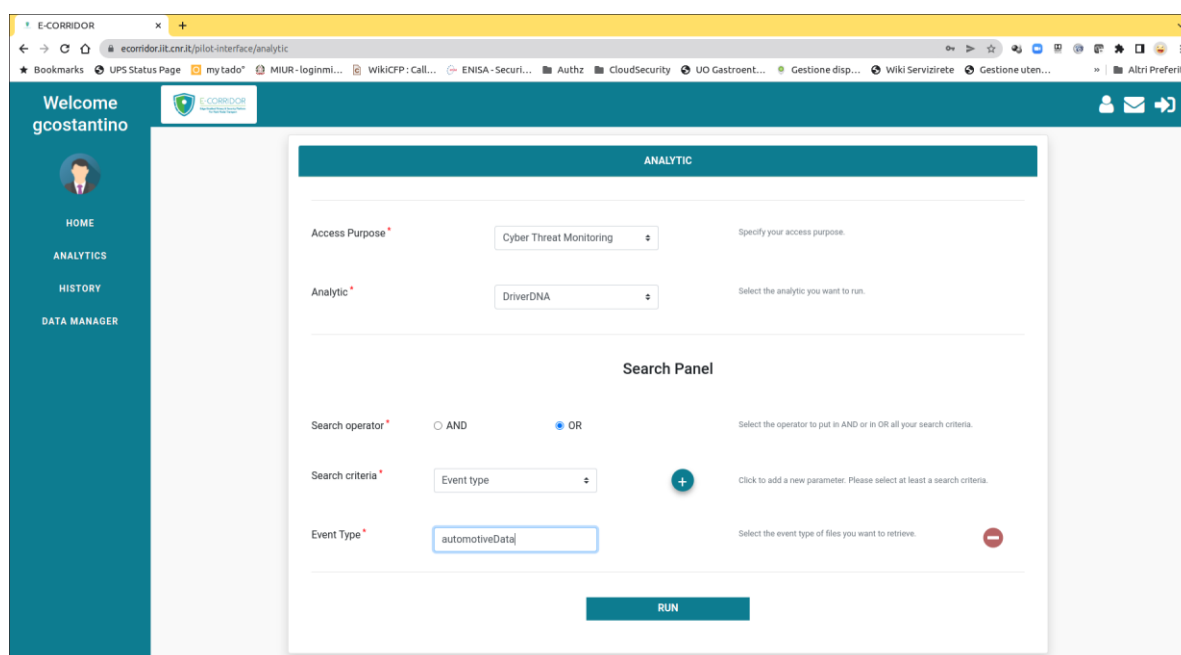 E-CORRIDOR
ecorridor.iit.cnr.it/pilot-interface/analytic
Bookmarks UPS Status Page my tado° MIUR-loginmi... WikiCFP : Call... ENISA - Securi... Authz CloudSecurity UO Gastroent... Gestione disp... Wiki Servizirete Gestione uten... » Altri Preferi
Welcome
gcostantino
E-CORRIDOR
HOME
ANALYTICS
HISTORY
DATA MANAGER
ANALYTIC
Access Purpose * Cyber Threat Monitoring Specify your access purpose.
Analytic * DriverDNA Select the analytic you want to run.
Search Panel
Search operator * AND OR Select the operator to put in AND or in OR all your search criteria.
Search criteria * Event type + Click to add a new parameter. Please select at least a search criteria.
Event Type * automotiveData Select the event type of files you want to retrieve.
RUN